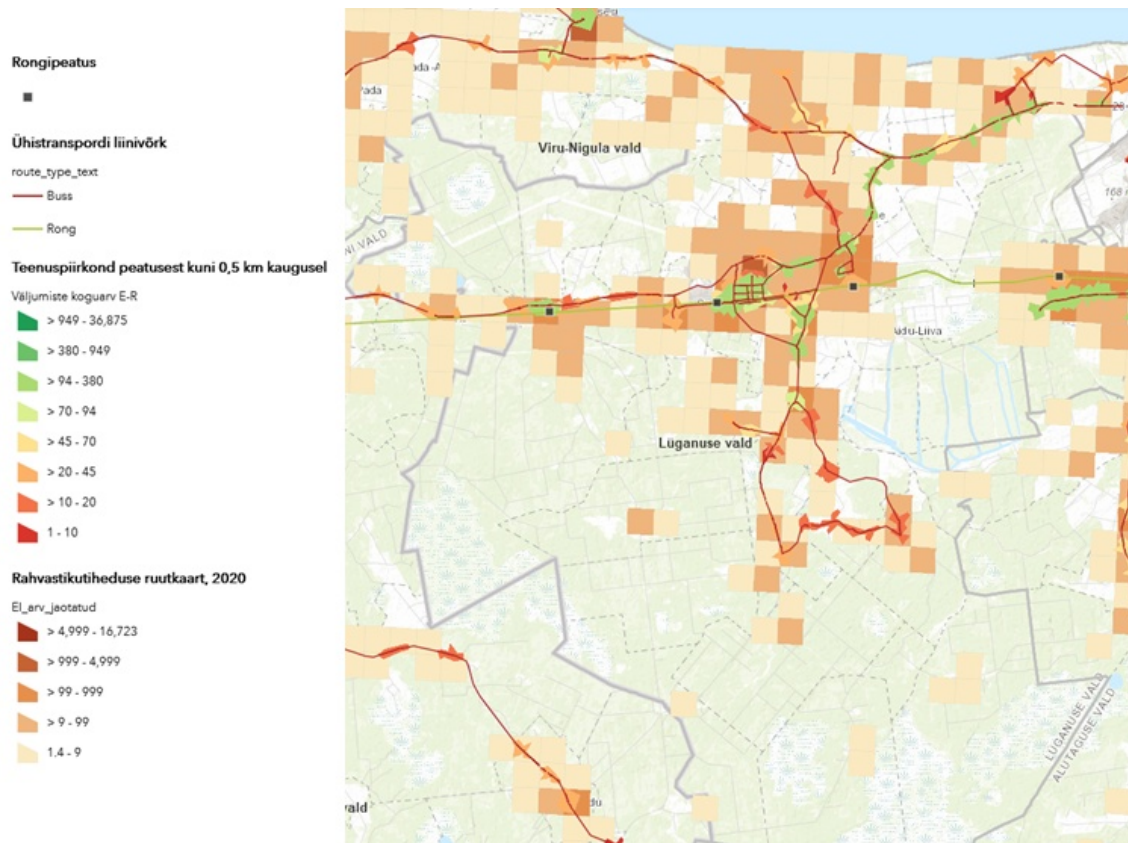 Rongipeatus
Ühistranspordi liinivõrk
route_type_text
Buss
Rong
Teenuspiirkond peatusest kuni 0,5 km kaugusel
Väljumiste koguarv E-R
> 949 - 36,875
> 380 - 949
> 94 - 380
> 70 - 94
> 45 - 70
> 20 - 45
> 10 - 20
1 - 10
Rahvastikutiheduse ruutkaart, 2020
El_arv_jaotatud
> 4,999 - 16,723
> 999 - 4,999
> 99 - 999
> 9 - 99
1.4 - 9
Viru-Nigula vald
NI VALD
Lüganuse vald
LÜGANUSE VALD
ALUTAGUSE VALD
vald